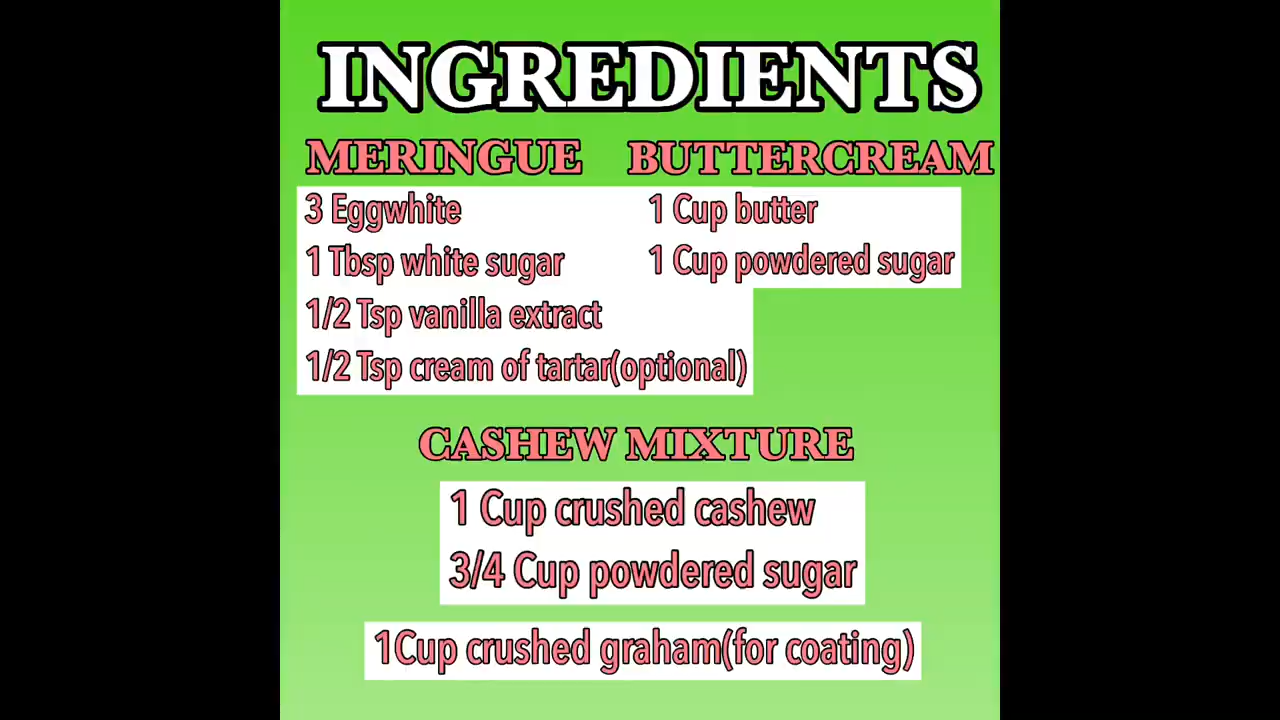 INGREDIENTS
MERINGUE
3 Eggwhite
1 Tbsp white sugar
1/2 Tsp vanilla extract
1/2 Tsp cream of tartar(optional)
BUTTERCREAM
1 Cup butter
1 Cup powdered sugar
CASHEW MIXTURE
1 Cup crushed cashew
3/4 Cup powdered sugar
1Cup crushed graham(for coating)